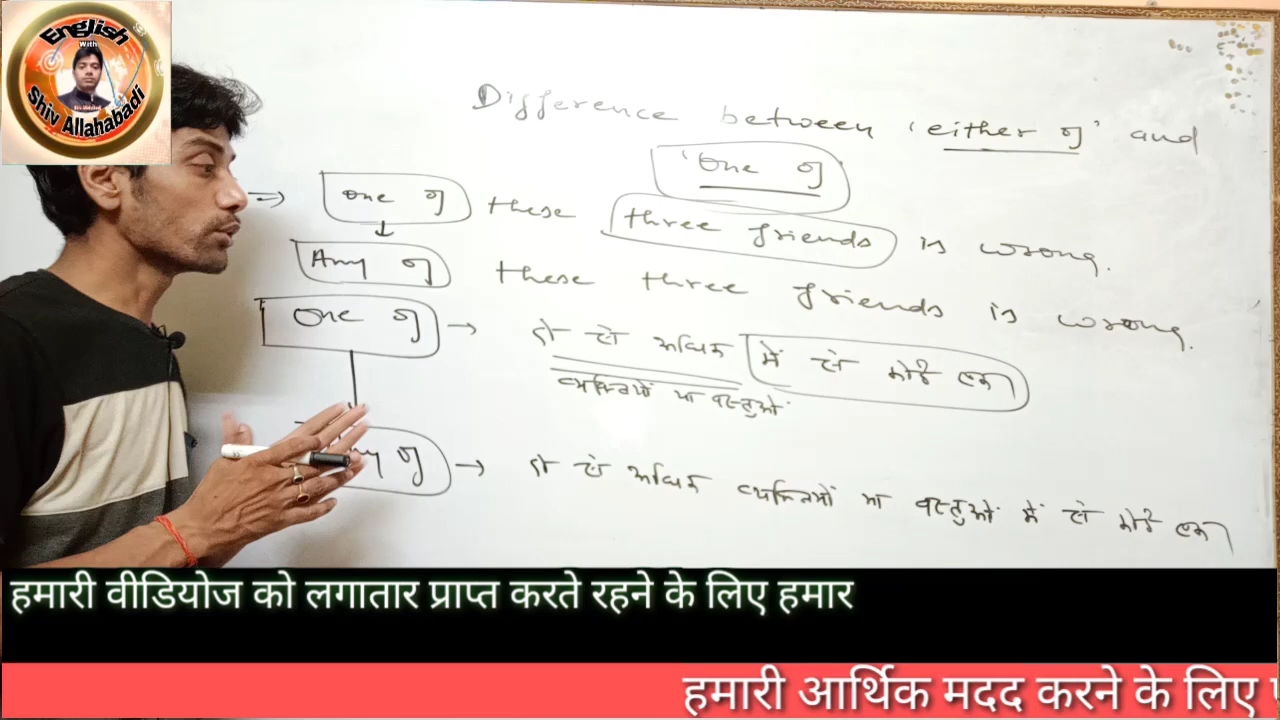 English
With
Shiv Allahabadi
Difference between 'either of' and
'One of'
⇒ One of these three friends is wrong.
↓
Any of these three friends is wrong.
One of → दो से अधिक में से कोई एक
व्यक्तियों या वस्तुओं
of → दो से अधिक व्यक्तियों या वस्तुओं में से कोई एक
हमारी वीडियोज को लगातार प्राप्त करते रहने के लिए हमार
हमारी आर्थिक मदद करने के लिए